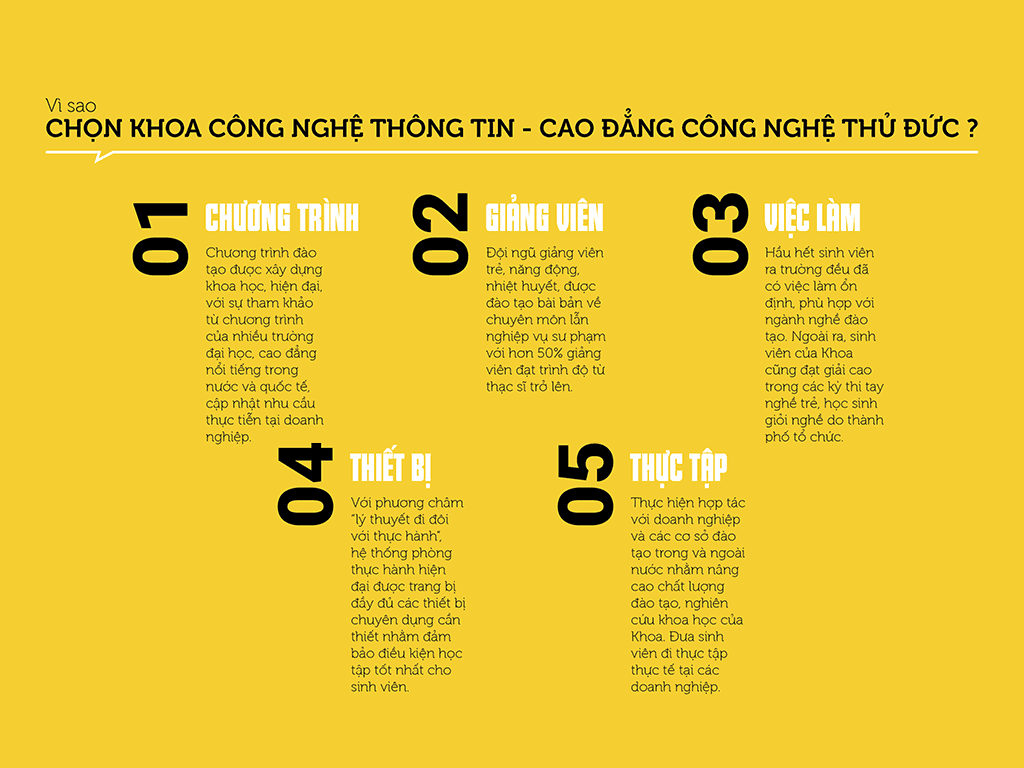 Vì sao
CHỌN KHOA CÔNG NGHỆ THÔNG TIN - CAO ĐẲNG CÔNG NGHỆ THỦ ĐỨC ?
01
CHƯƠNG TRÌNH
Chương trình đào
tạo được xây dựng
khoa học, hiện đại,
với sự tham khảo
từ chương trình
của nhiều trường
đại học, cao đẳng
nổi tiếng trong
nước và quốc tế,
cập nhật nhu cầu
thực tiễn tại doanh
nghiệp.
02
GIẢNG VIÊN
Đội ngũ giảng viên
trẻ, năng động,
nhiệt huyết, được
đào tạo bài bản về
chuyên môn lẫn
nghiệp vụ sư phạm
với hơn 50% giảng
viên đạt trình độ từ
thạc sĩ trở lên.
03
VIỆC LÀM
Hầu hết sinh viên
ra trường đều đã
có việc làm ổn
định, phù hợp với
ngành nghề đào
tạo. Ngoài ra, sinh
viên của Khoa
cũng đạt giải cao
trong các kỳ thi tay
nghề trẻ, học sinh
giỏi nghề do thành
phố tổ chức.
04
THIẾT BỊ
Với phương châm
“lý thuyết đi đôi
với thực hành”,
hệ thống phòng
thực hành hiện
đại được trang bị
đầy đủ các thiết bị
chuyên dụng cần
thiết nhằm đảm
bảo điều kiện học
tập tốt nhất cho
sinh viên.
05
THỰC TẬP
Thực hiện hợp tác
với doanh nghiệp
và các cơ sở đào
tạo trong và ngoài
nước nhằm nâng
cao chất lượng
đào tạo, nghiên
cứu khoa học của
Khoa. Đưa sinh
viên đi thực tập
thực tế tại các
doanh nghiệp.